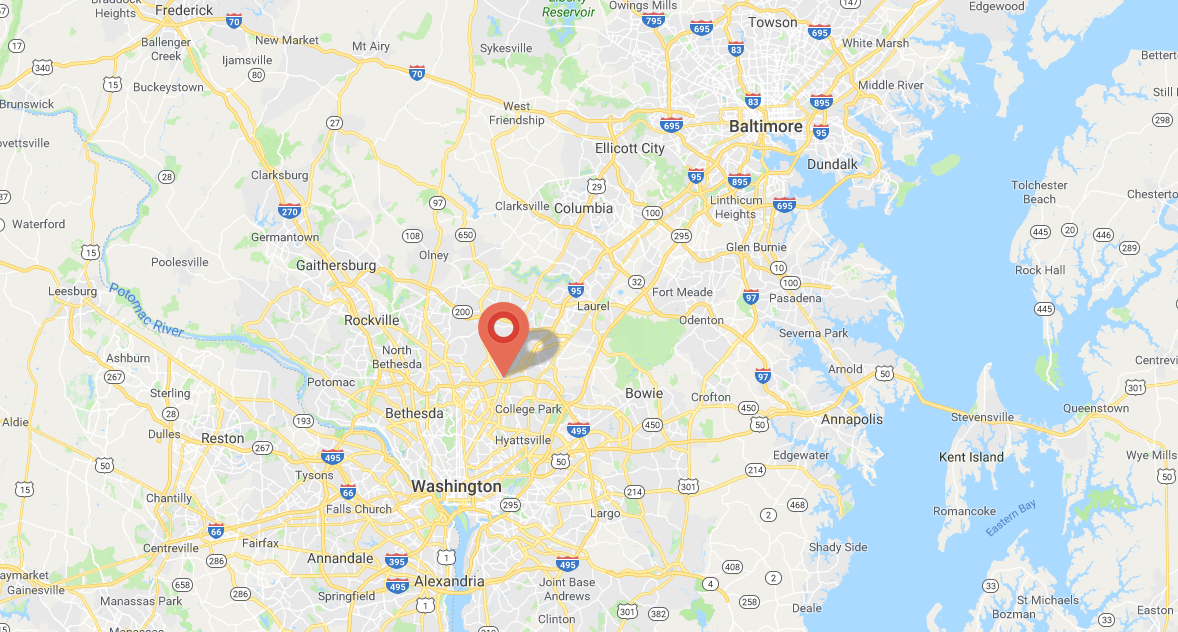 Braddock
Heights
Frederick
70
Liberty
Reservoir
Owings Mills
795
695
Towson
695
147
Edgewood
17
Ballenger
Creek
New Market
Mt Airy
Sykesville
83
White Marsh
340
15
Ijamsville
80
70
Buckeystown
Middle River
Brunswick
West
Friendship
83
895
27
695
Baltimore
95
298
Ellicott City
Dundalk
28
Clarksburg
29
95
895
Tolchester
Beach
97
Clarksville
Columbia
100
Linthicum
Heights
695
270
Waterford
108
650
295
445
20
446
289
15
Germantown
Olney
Glen Burnie
Poolesville
Gaithersburg
10
Rock Hall
Leesburg
95
32
Fort Meade
97
100
Pasadena
Potomac River
200
Laurel
445
Rockville
Odenton
Severna Park
North
Bethesda
Ashburn
267
Potomac
97
Arnold
50
Sterling
Bowie
Crofton
301
28
Bethesda
College Park
450
Queenstown
Aldie
193
Annapolis
Stevensville
Dulles
Reston
267
Hyattsville
495
450
50
495
Tysons
50
Edgewater
Kent Island
Wye Mills
50
214
50
15
66
Washington
214
301
Chantilly
295
468
Falls Church
Largo
2
Romancoke
Eastern Bay
66
Centreville
Fairfax
Shady Side
286
Annandale
395
1
495
408
2
Gainesville
658
286
495
Alexandria
Joint Base
Andrews
4
33
Manassas Park
Springfield
1
301
382
258
Deale
St Michaels
Bozman
Easton
Clinton
33